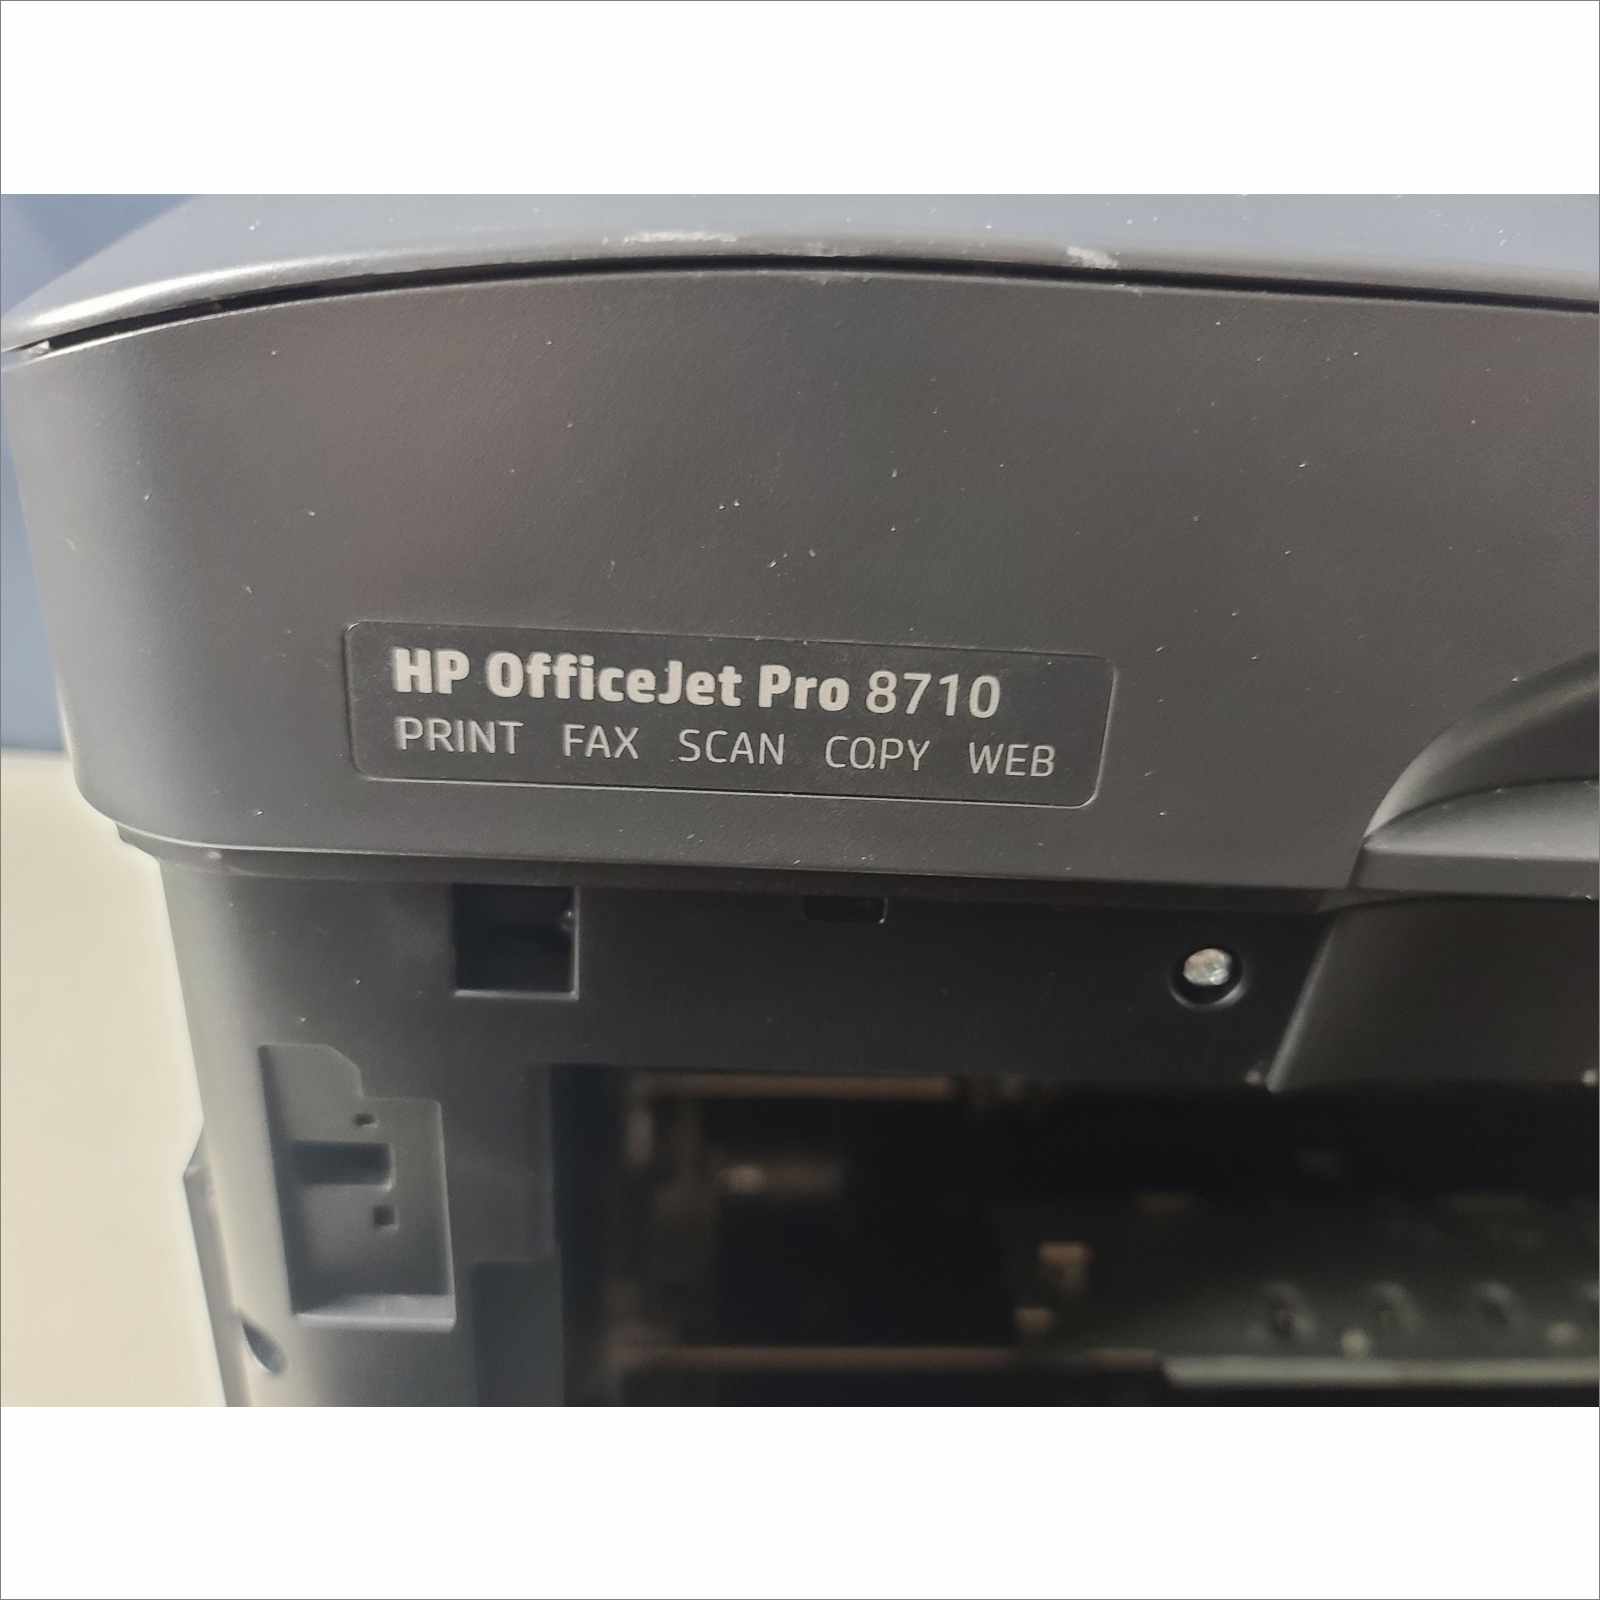 HP OfficeJet Pro 8710
PRINT FAX SCAN COPY WEB